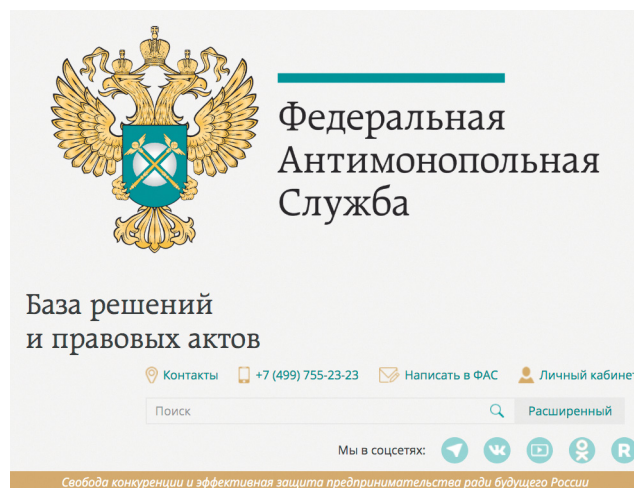 Федеральная
Антимонопольная
Служба
База решений
и правовых актов
Контакты +7 (499) 755-23-23 Написать в ФАС Личный кабинет
Поиск Расширенный
Мы в соцсетях:
Свобода конкуренции и эффективная защита предпринимательства ради будущего России